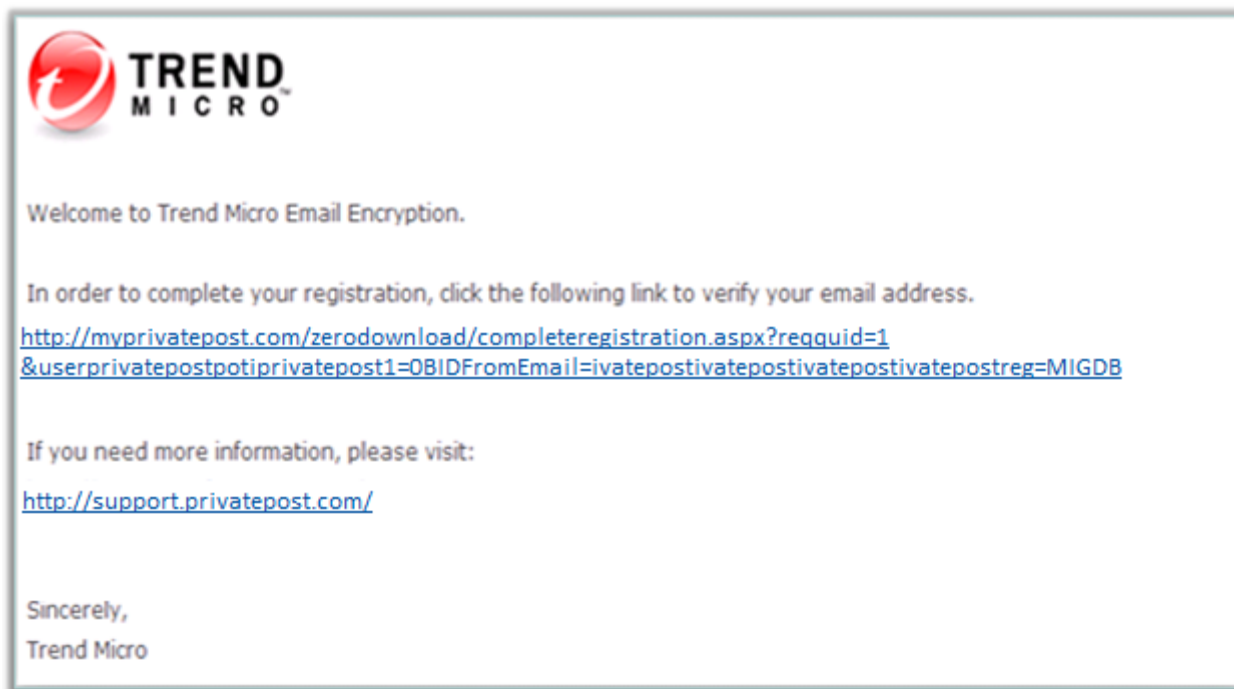 TREND
MICRO™
Welcome to Trend Micro Email Encryption.
In order to complete your registration, click the following link to verify your email address.
http://myprivatepost.com/zerodownload/completeregistration.aspx?reqquid=1
&userprivatepostpotiprivatepost1=0BIDFromEmail=ivatepostivatepostivatepostivatepostreg=MIGDB
If you need more information, please visit:
http://support.privatepost.com/
Sincerely,
Trend Micro